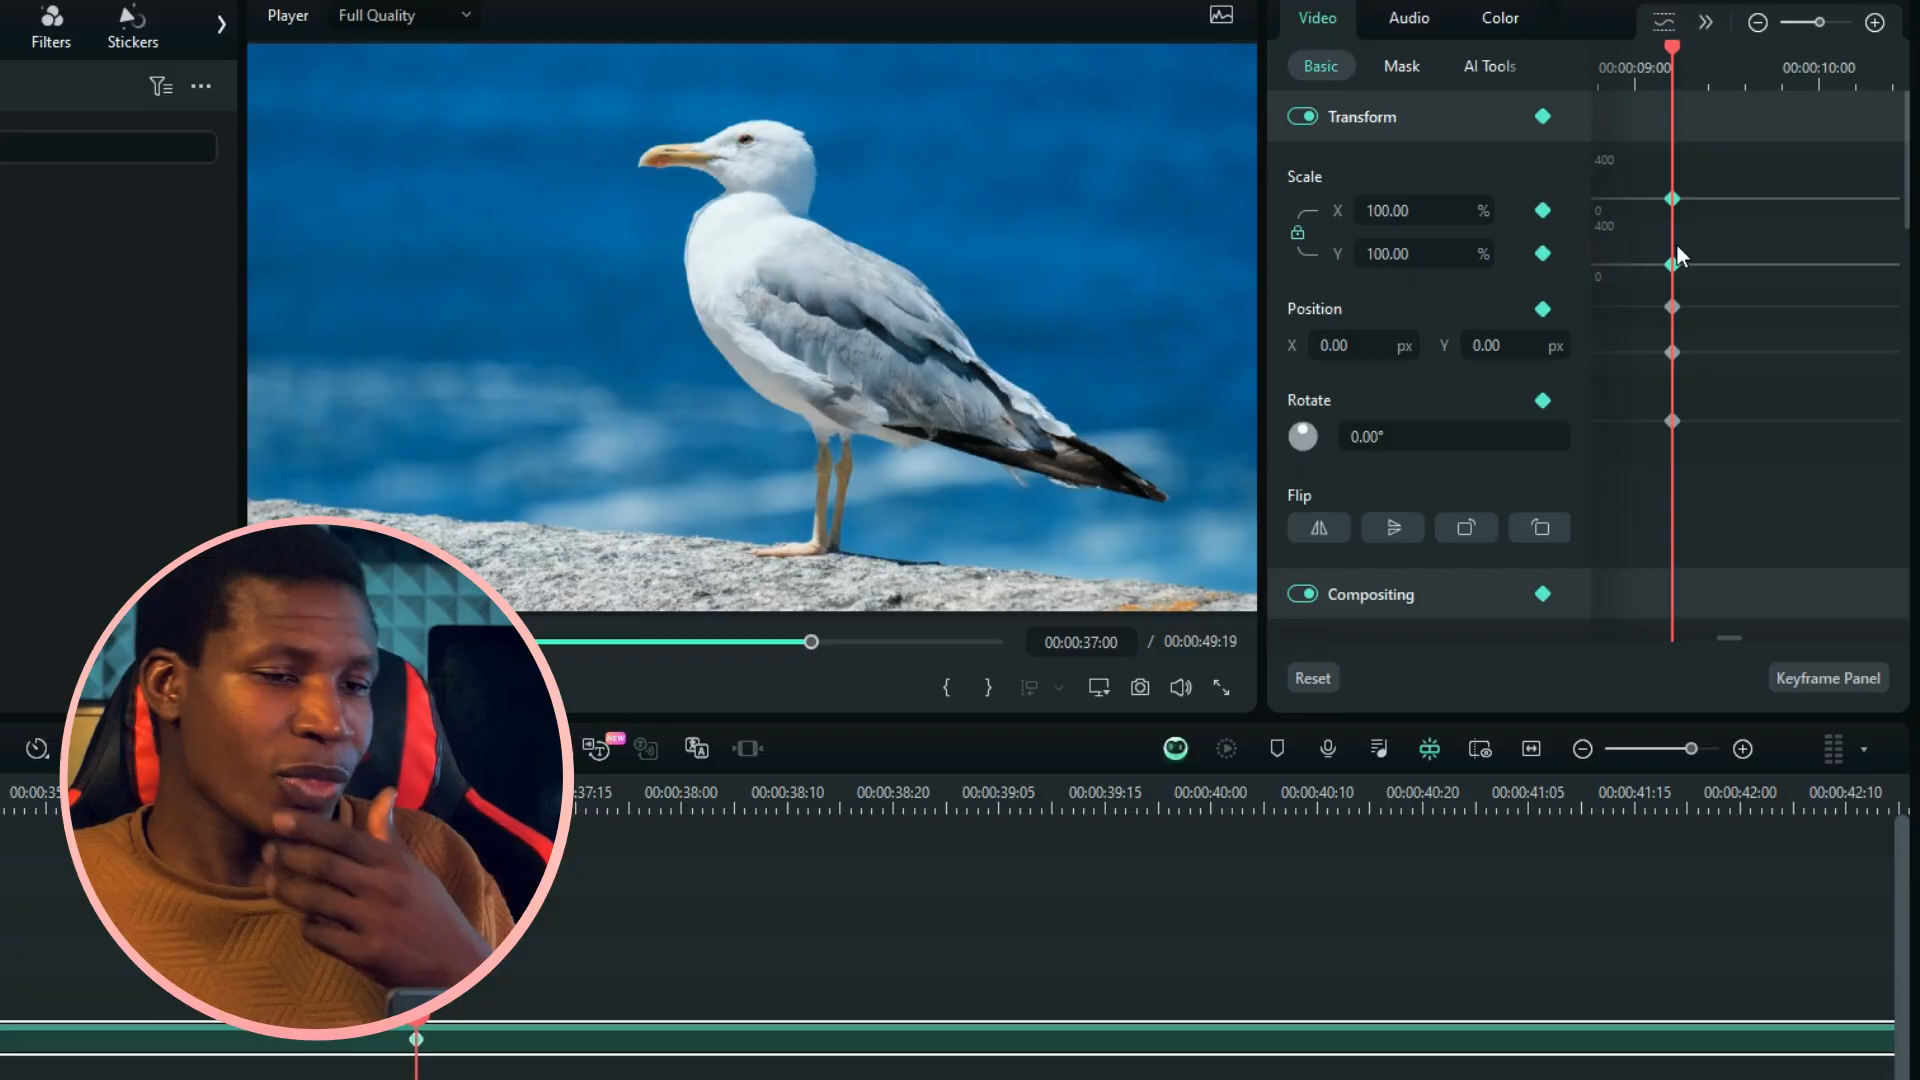 Filters
Stickers
Player
Full Quality
Video
Audio
Color
Basic
Mask
AI Tools
00:00:09:00
00:00:10:00
Transform
Scale
X 100.00 %
Y 100.00 %
400
0
400
0
Position
X 0.00 px Y 0.00 px
Rotate
0.00°
Flip
Compositing
Reset
Keyframe Panel
00:00:37:00 / 00:00:49:19
NEW
00:00:35
:37:15
00:00:38:00
00:00:38:10
00:00:38:20
00:00:39:05
00:00:39:15
00:00:40:00
00:00:40:10
00:00:40:20
00:00:41:05
00:00:41:15
00:00:42:00
00:00:42:10